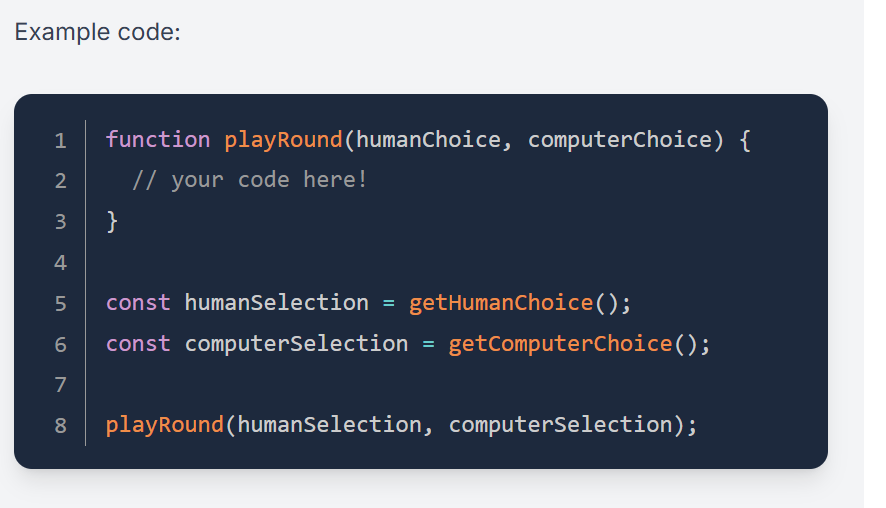 Example code:
1 function playRound(humanChoice, computerChoice) {
2   // your code here!
3 }
4
5 const humanSelection = getHumanChoice();
6 const computerSelection = getComputerChoice();
7
8 playRound(humanSelection, computerSelection);